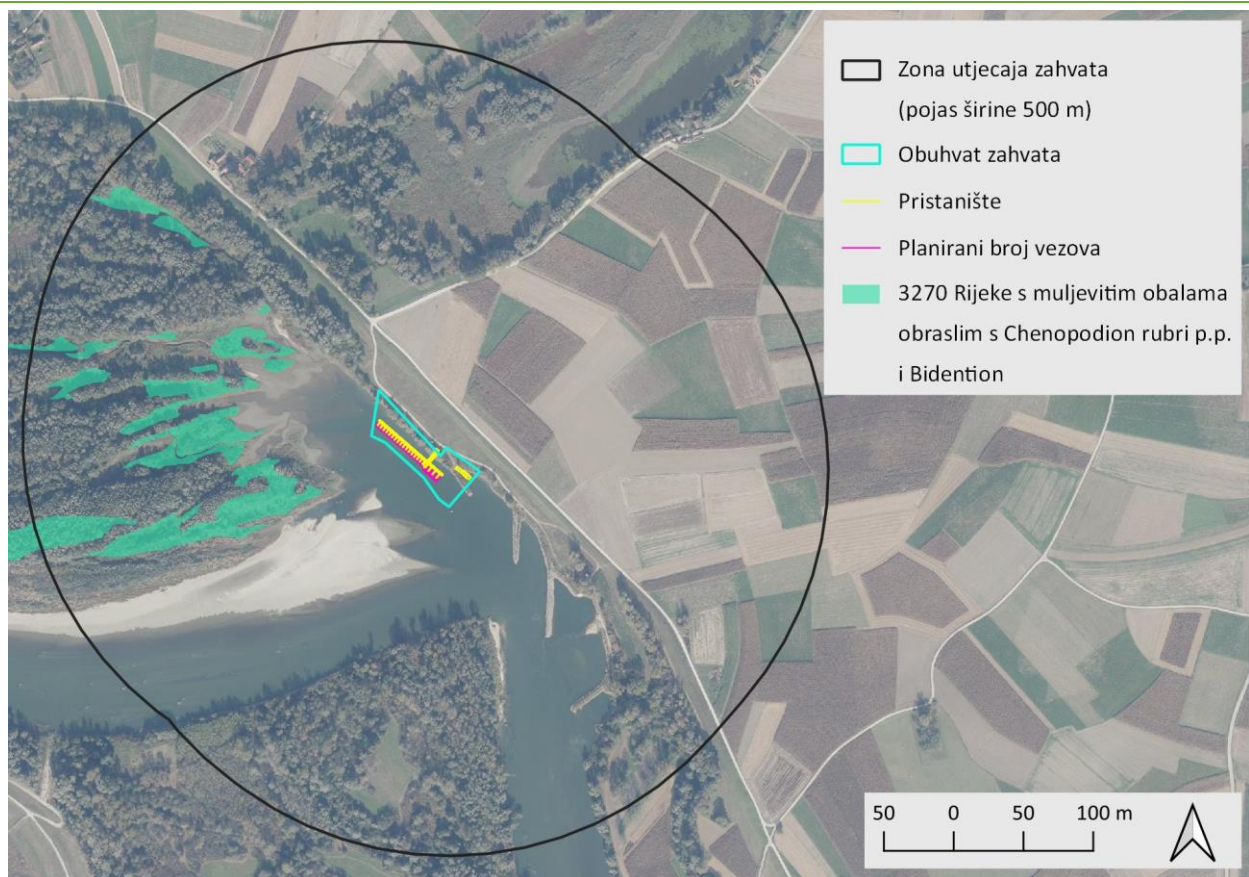 Zona utjecaja zahvata
(pojas širine 500 m)
Obuhvat zahvata
Pristanište
Planirani broj vezova
3270 Rijeke s muljevitim obalama
obraslim s Chenopodion rubri p.p.
i Bidention
50 0 50 100 m